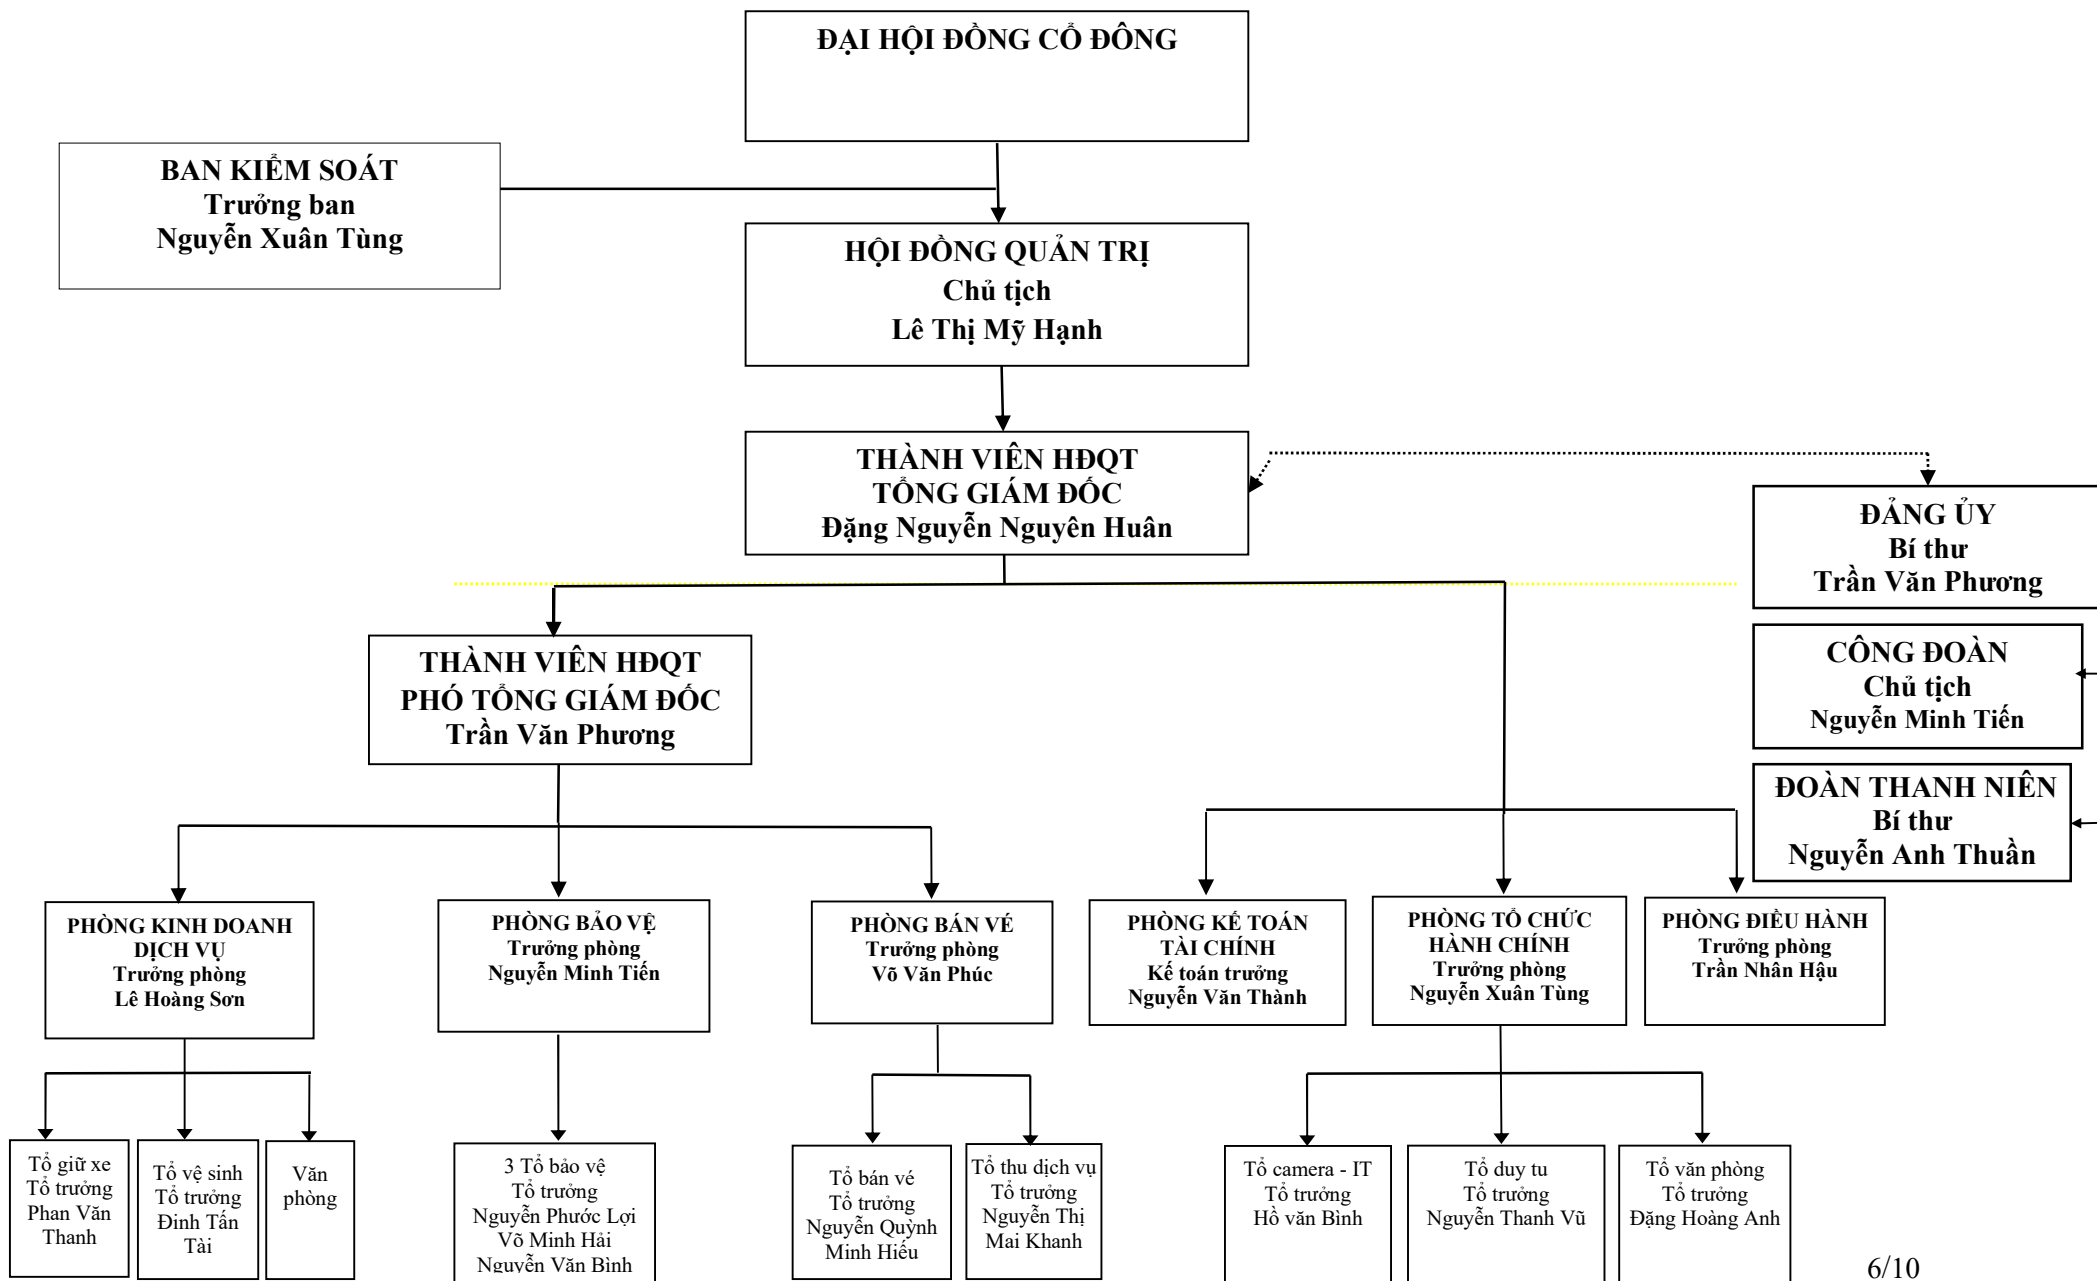 ĐẠI HỘI ĐỒNG CỔ ĐÔNG
BAN KIỂM SOÁT
Trưởng ban
Nguyễn Xuân Tùng
HỘI ĐỒNG QUẢN TRỊ
Chủ tịch
Lê Thị Mỹ Hạnh
THÀNH VIÊN HĐQT
TỔNG GIÁM ĐỐC
Đặng Nguyễn Nguyên Huân
ĐẢNG ỦY
Bí thư
Trần Văn Phương
THÀNH VIÊN HĐQT
PHÓ TỔNG GIÁM ĐỐC
Trần Văn Phương
CÔNG ĐOÀN
Chủ tịch
Nguyễn Minh Tiến
ĐOÀN THANH NIÊN
Bí thư
Nguyễn Anh Thuần
PHÒNG KINH DOANH
DỊCH VỤ
Trưởng phòng
Lê Hoàng Sơn
PHÒNG BẢO VỆ
Trưởng phòng
Nguyễn Minh Tiến
PHÒNG BÁN VÉ
Trưởng phòng
Võ Văn Phúc
PHÒNG KẾ TOÁN
TÀI CHÍNH
Kế toán trưởng
Nguyễn Văn Thành
PHÒNG TỔ CHỨC
HÀNH CHÍNH
Trưởng phòng
Nguyễn Xuân Tùng
PHÒNG ĐIỀU HÀNH
Trưởng phòng
Trần Nhân Hậu
Tổ giữ xe
Tổ trưởng
Phan Văn
Thanh
Tổ vệ sinh
Tổ trưởng
Đinh Tấn
Tài
Văn
phòng
3 Tổ bảo vệ
Tổ trưởng
Nguyễn Phước Lợi
Võ Minh Hải
Nguyễn Văn Bình
Tổ bán vé
Tổ trưởng
Nguyễn Quỳnh
Minh Hiếu
Tổ thu dịch vụ
Tổ trưởng
Nguyễn Thị
Mai Khanh
Tổ camera - IT
Tổ trưởng
Hồ văn Bình
Tổ duy tu
Tổ trưởng
Nguyễn Thanh Vũ
Tổ văn phòng
Tổ trưởng
Đặng Hoàng Anh
6/10